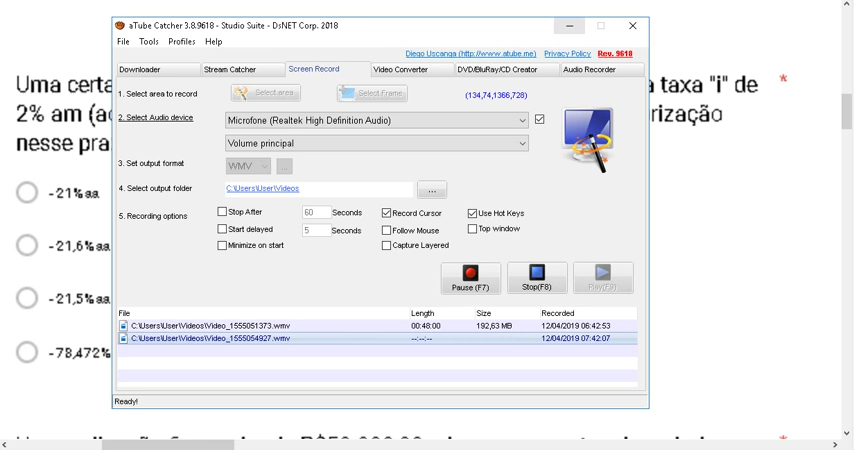 aTube Catcher 3.8.9618 - Studio Suite - DsNET Corp. 2018
File Tools Profiles Help
Diego Uscanga (http://www.atube.me) Privacy Policy Rev. 9618
Downloader Stream Catcher Screen Record Video Converter DVD/BluRay/CD Creator Audio Recorder
Uma certa
a taxa "i" de *
1. Select area to record Select area Select Frame (134,74,1366,728)
2% am (ac
rização
2. Select Audio device Microfone (Realtek High Definition Audio)
nesse pra
Volume principal
3. Set output format WMV ...
4. Select output folder C:\Users\User\Videos ...
-21% aa
5. Recording options Stop After 60 Seconds Record Cursor Use Hot Keys
Start delayed 5 Seconds Follow Mouse Top window
-21,6% aa
Minimize on start Capture Layered
Pause (F7) Stop(F8) Play(F9)
-21,5% aa
File Length Size Recorded
C:\Users\User\Videos\Video_1555051373.wmv 00:48:00 192,63 MB 12/04/2019 06:42:53
C:\Users\User\Videos\Video_1555054927.wmv --:--:-- 12/04/2019 07:42:07
-78,472%
Ready!